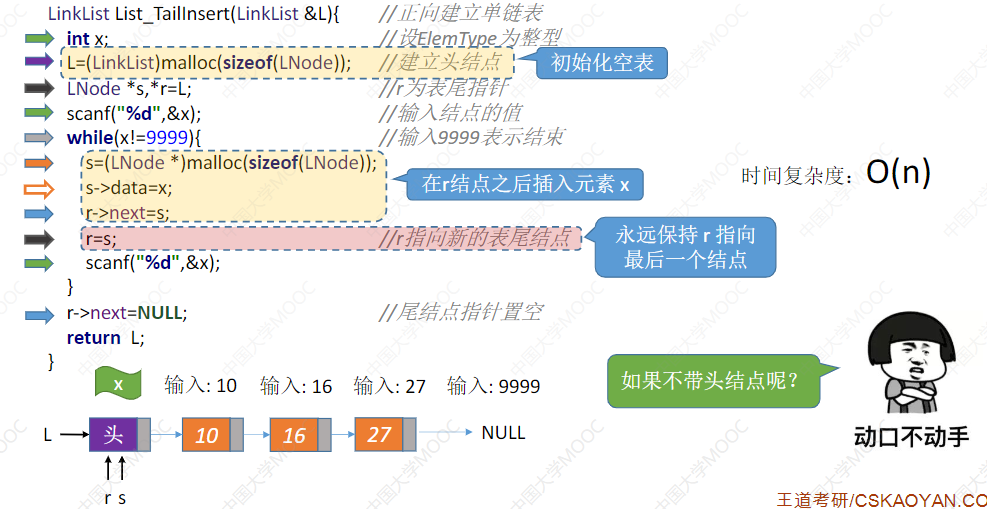 LinkList List_TailInsert(LinkList &L){ //正向建立单链表
int x; //设ElemType为整型
L=(LinkList)malloc(sizeof(LNode)); //建立头结点
初始化空表
LNode *s,*r=L; //r为表尾指针
scanf("%d",&x); //输入结点的值
while(x!=9999){ //输入9999表示结束
s=(LNode *)malloc(sizeof(LNode));
s->data=x;
r->next=s;
在r结点之后插入元素 x
时间复杂度：O(n)
r=s; //r指向新的表尾结点
永远保持 r 指向
最后一个结点
scanf("%d",&x);
}
r->next=NULL; //尾结点指针置空
return L;
}
x 输入: 10 输入: 16 输入: 27 输入: 9999
如果不带头结点呢？
L 头 10 16 27 NULL
动口不动手
r s
王道考研/CSKAOYAN.CO
中国大学MOOC